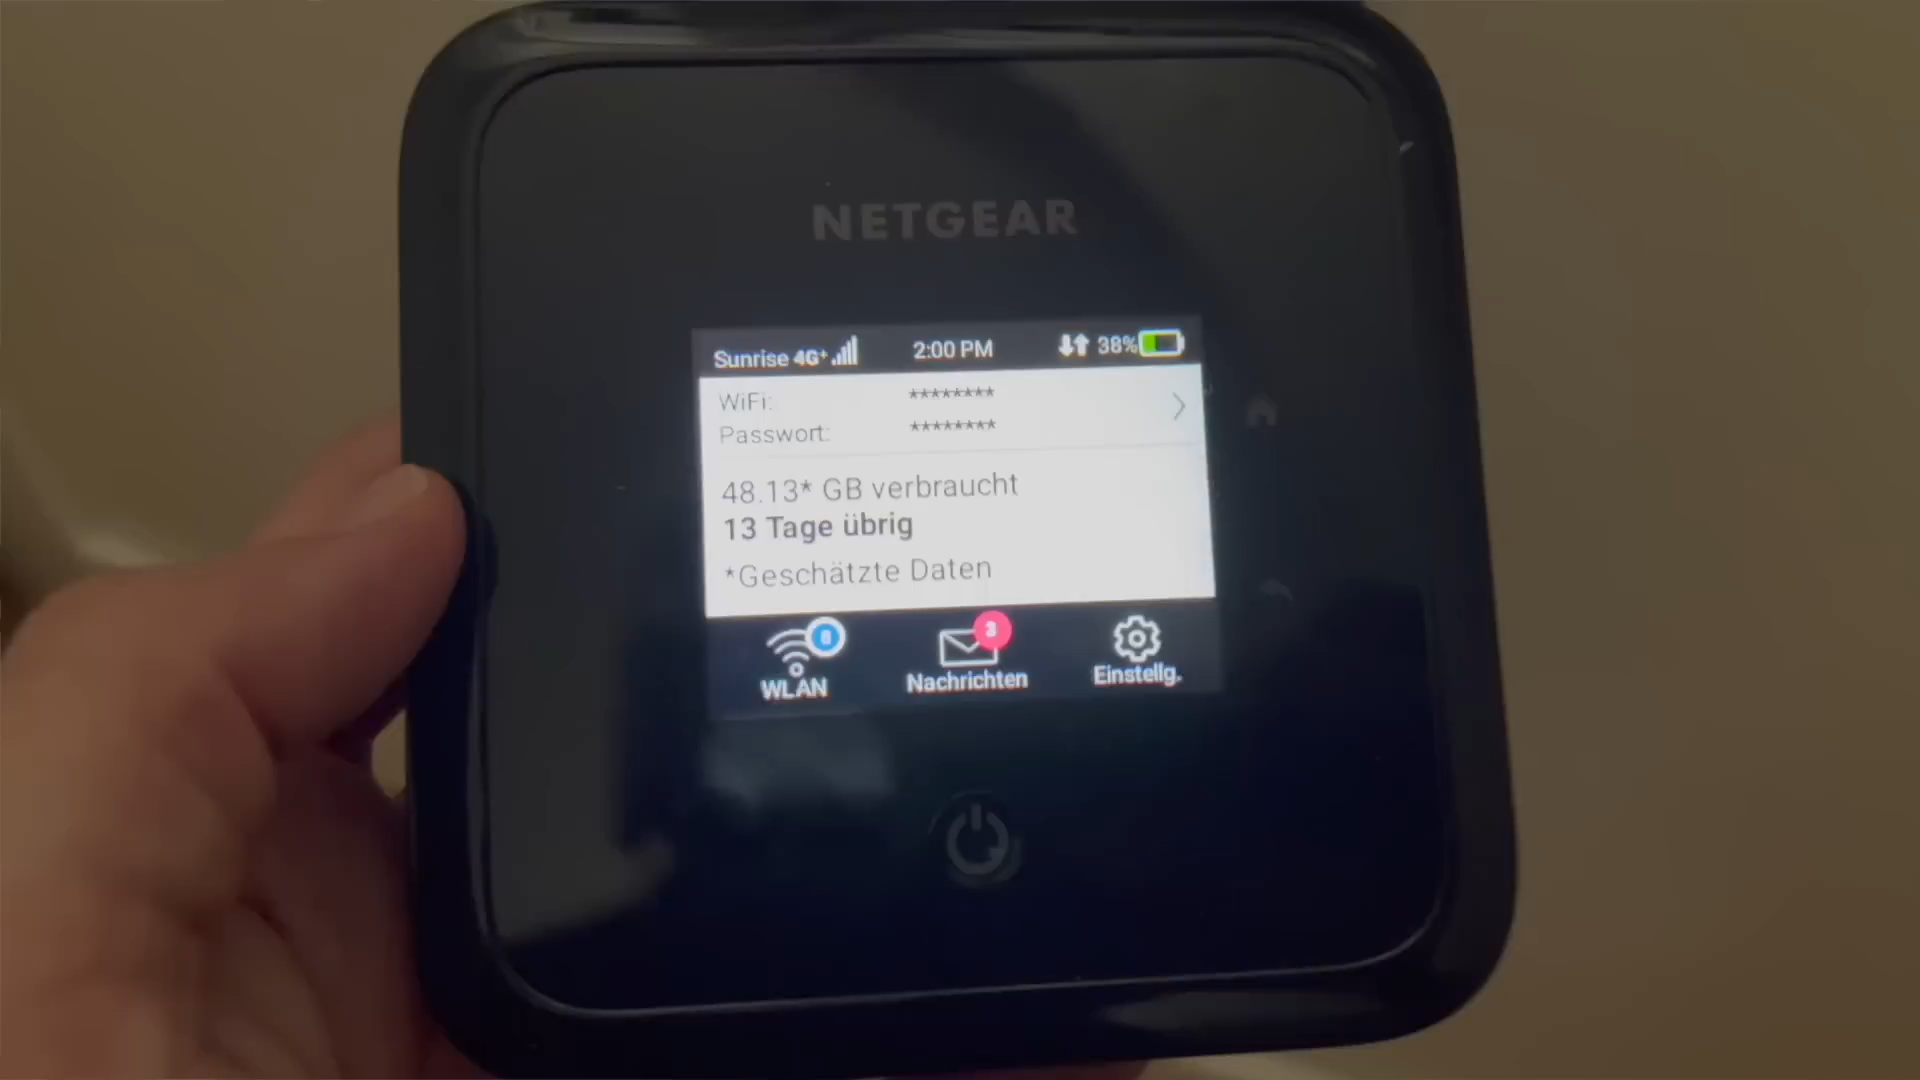 NETGEAR
Sunrise 4G+ 2:00 PM 38%
WiFi: ********
Passwort: ********
48.13* GB verbraucht
13 Tage übrig
*Geschätzte Daten
3
WLAN Nachrichten Einstellg.